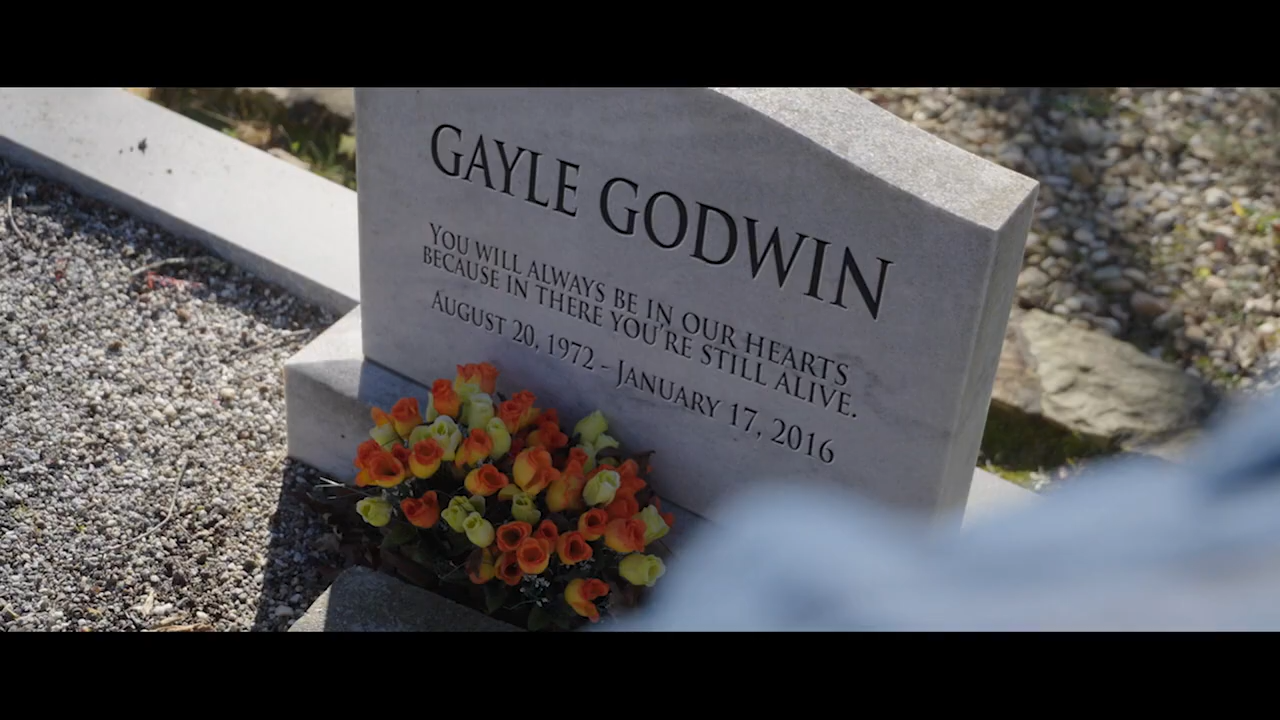 GAYLE GODWIN
YOU WILL ALWAYS BE IN OUR HEARTS
BECAUSE IN THERE YOU'RE STILL ALIVE.
AUGUST 20, 1972 - JANUARY 17, 2016